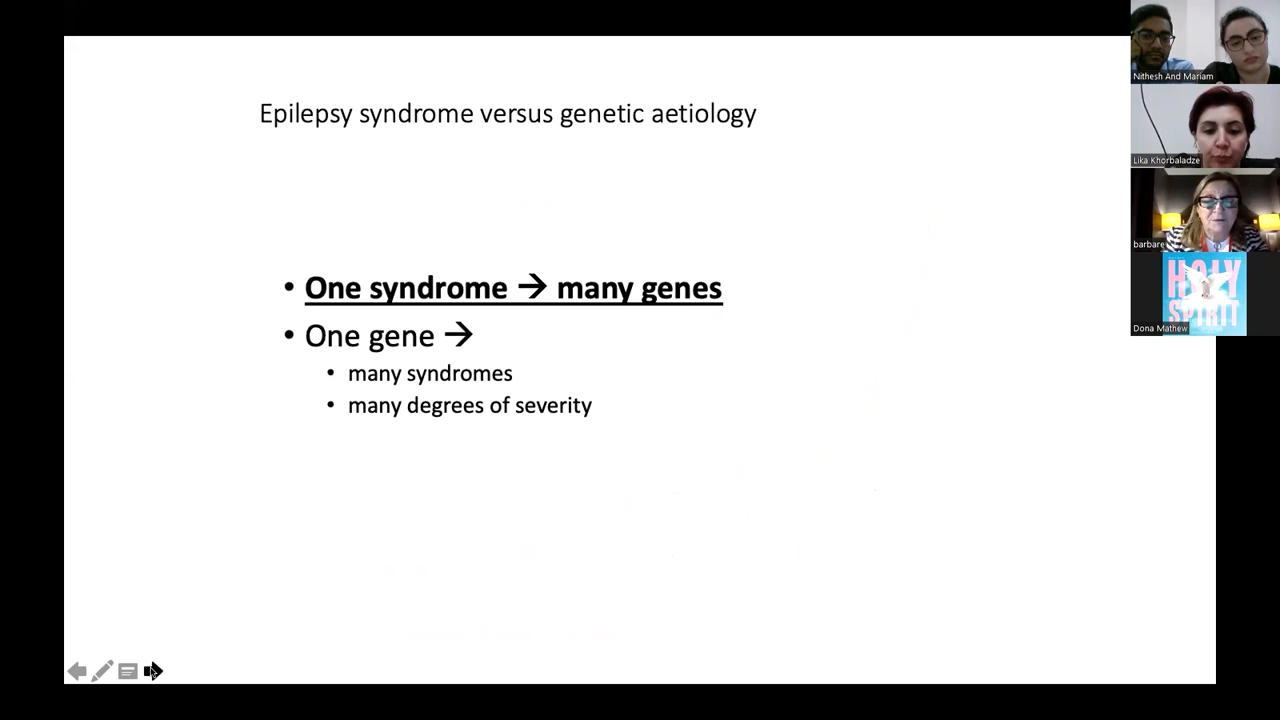 Epilepsy syndrome versus genetic aetiology
• One syndrome → many genes
• One gene →
• many syndromes
• many degrees of severity
Nithesh And Mariam
Lika Khorbaladze
barbare
HOLY
SPIRIT
Dona Mathew